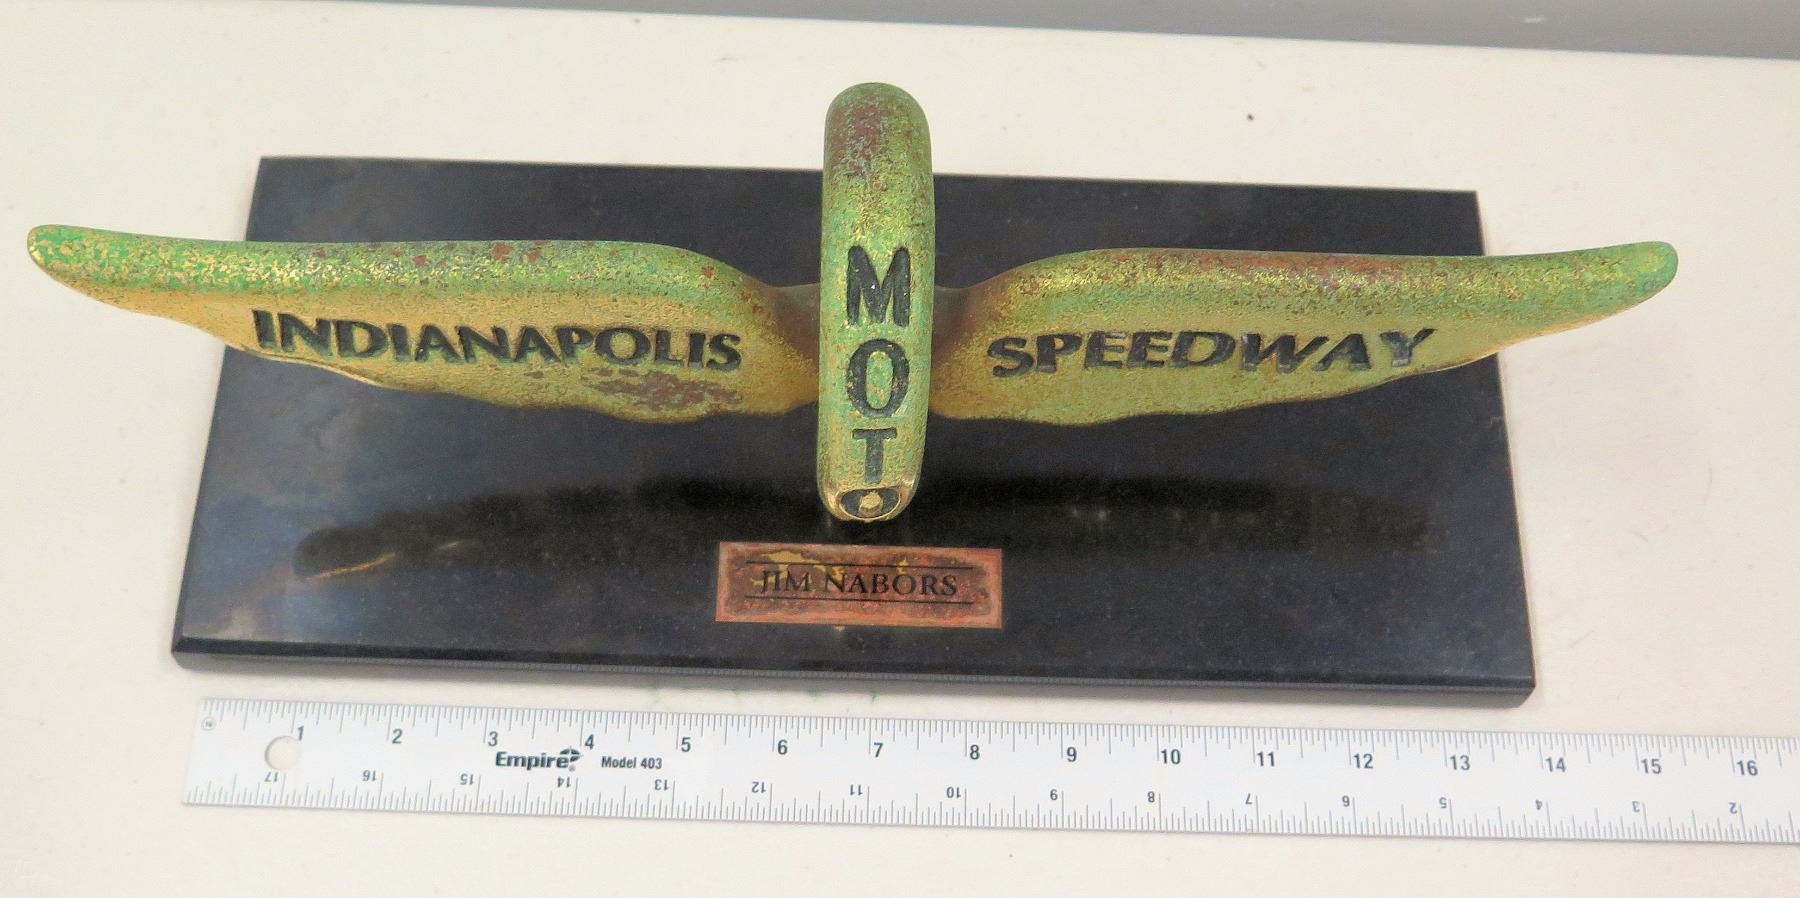 INDIANAPOLIS
M
O
T
O
SPEEDWAY
JIM NABORS
1 2 3 4 5 6 7 8 9 10 11 12 13 14 15 16
Empire Model 403
17 16 15 14 13 12 11 10 9 8 7 6 5 4 3 2